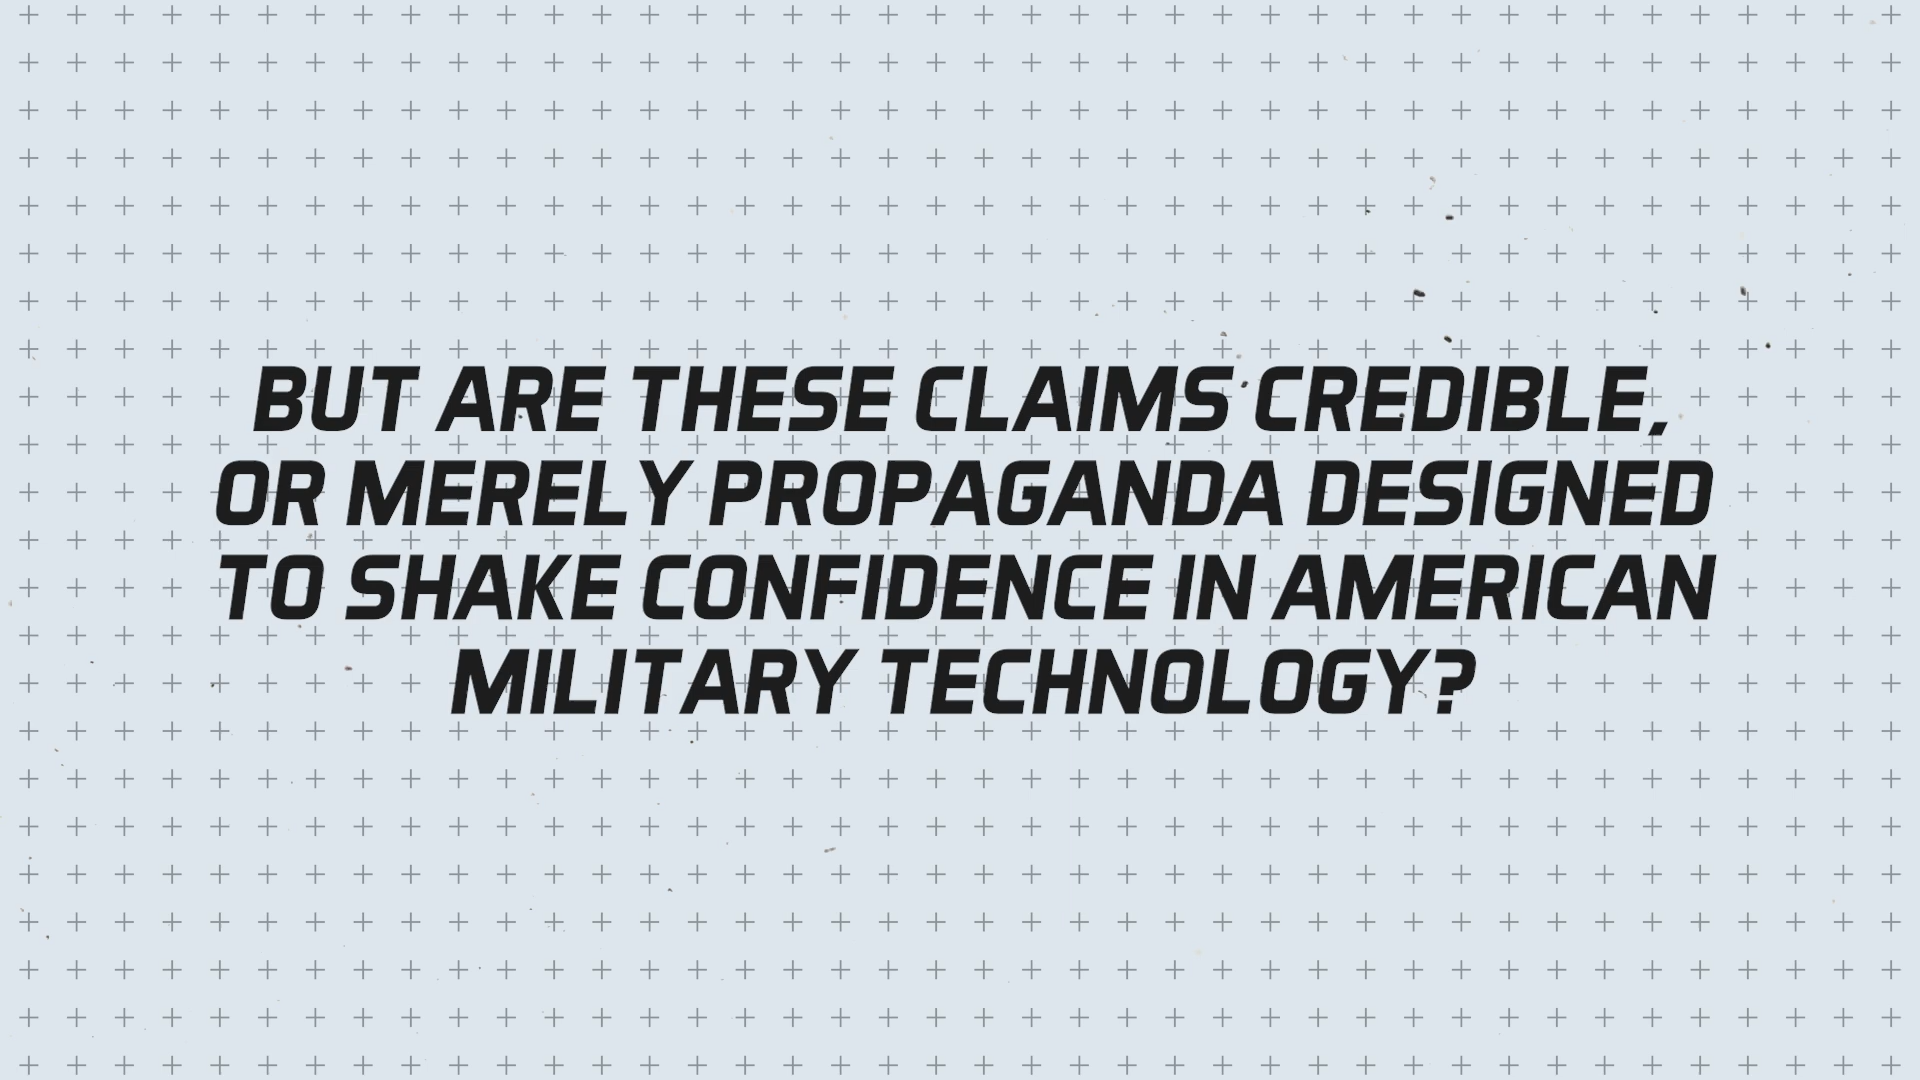 BUT ARE THESE CLAIMS CREDIBLE,
OR MERELY PROPAGANDA DESIGNED
TO SHAKE CONFIDENCE IN AMERICAN
MILITARY TECHNOLOGY?